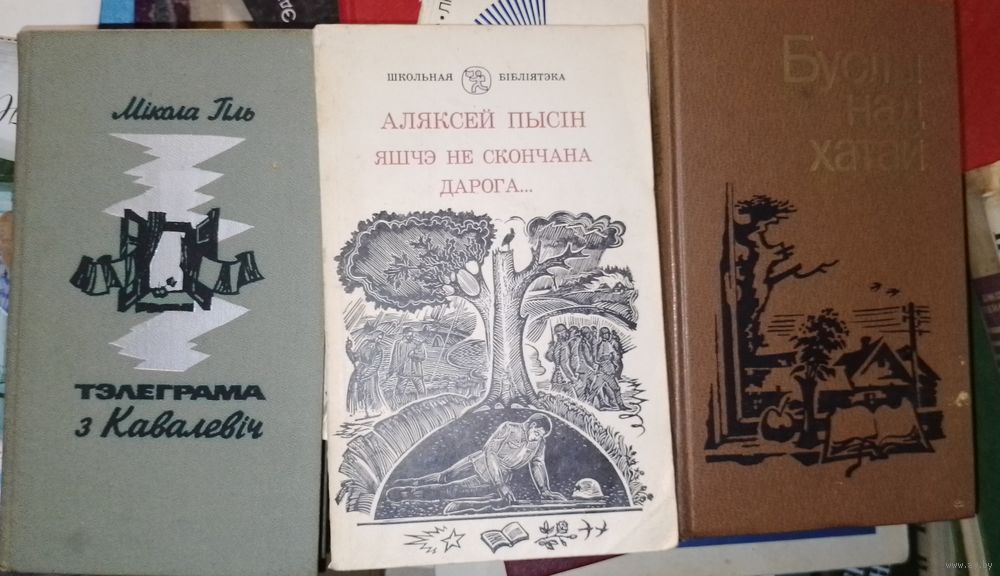 Мікола Гіль
ТЭЛЕГРАМА
з Кавалевіч
ШКОЛЬНАЯ БІБЛІЯТЭКА
АЛЯКСЕЙ ПЫСІН
ЯШЧЭ НЕ СКОНЧАНА
ДАРОГА...
Буслы
над
хатай